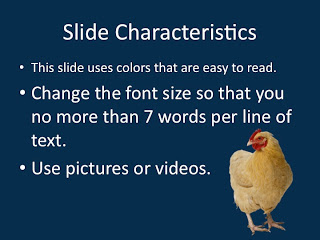 Slide Characteristics
• This slide uses colors that are easy to read.
• Change the font size so that you
no more than 7 words per line of
text.
• Use pictures or videos.